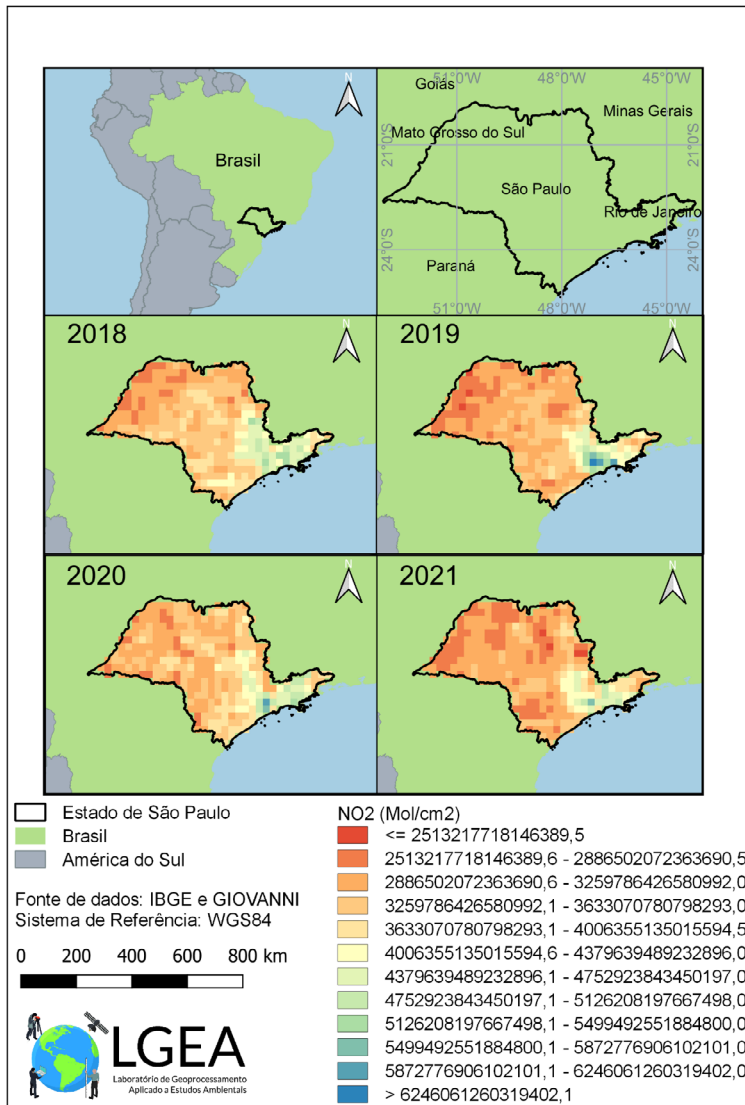 N
Brasil
51°0'W
48°0'W
45°0'W
Goiás
Minas Gerais
Mato Grosso do Sul
21°0'S
21°0'S
São Paulo
Rio de Janeiro
24°0'S
24°0'S
Paraná
51°0'W
48°0'W
45°0'W
2018
N
2019
N
2020
N
2021
N
Estado de São Paulo
Brasil
América do Sul
Fonte de dados: IBGE e GIOVANNI
Sistema de Referência: WGS84
0 200 400 600 800 km
LGEA
Laboratório de Geoprocessamento
Aplicado a Estudos Ambientais
NO2 (Mol/cm2)
<= 2513217718146389,5
2513217718146389,6 - 2886502072363690,5
2886502072363690,6 - 3259786426580992,0
3259786426580992,1 - 3633070780798293,0
3633070780798293,1 - 4006355135015594,5
4006355135015594,6 - 4379639489232896,0
4379639489232896,1 - 4752923843450197,0
4752923843450197,1 - 5126208197667498,0
5126208197667498,1 - 5499492551884800,0
5499492551884800,1 - 5872776906102101,0
5872776906102101,1 - 6246061260319402,0
> 6246061260319402,1